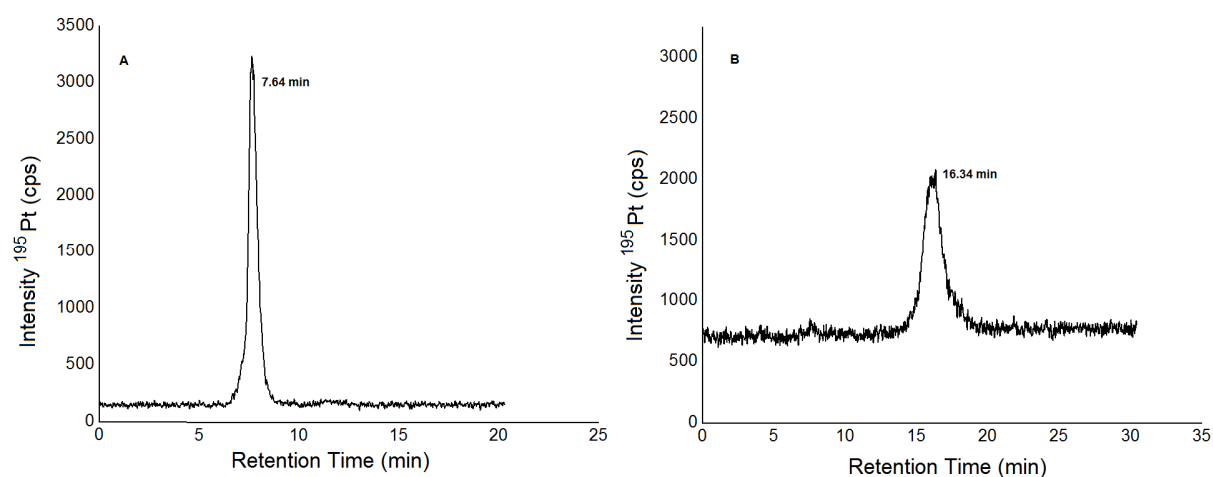 A
7.64 min
3500
3000
2500
2000
1500
1000
500
0
0 5 10 15 20 25
Intensity ¹⁹⁵Pt (cps)
Retention Time (min)
B
16.34 min
3000
2500
2000
1500
1000
500
0
0 5 10 15 20 25 30 35
Intensity ¹⁹⁵Pt (cps)
Retention Time (min)